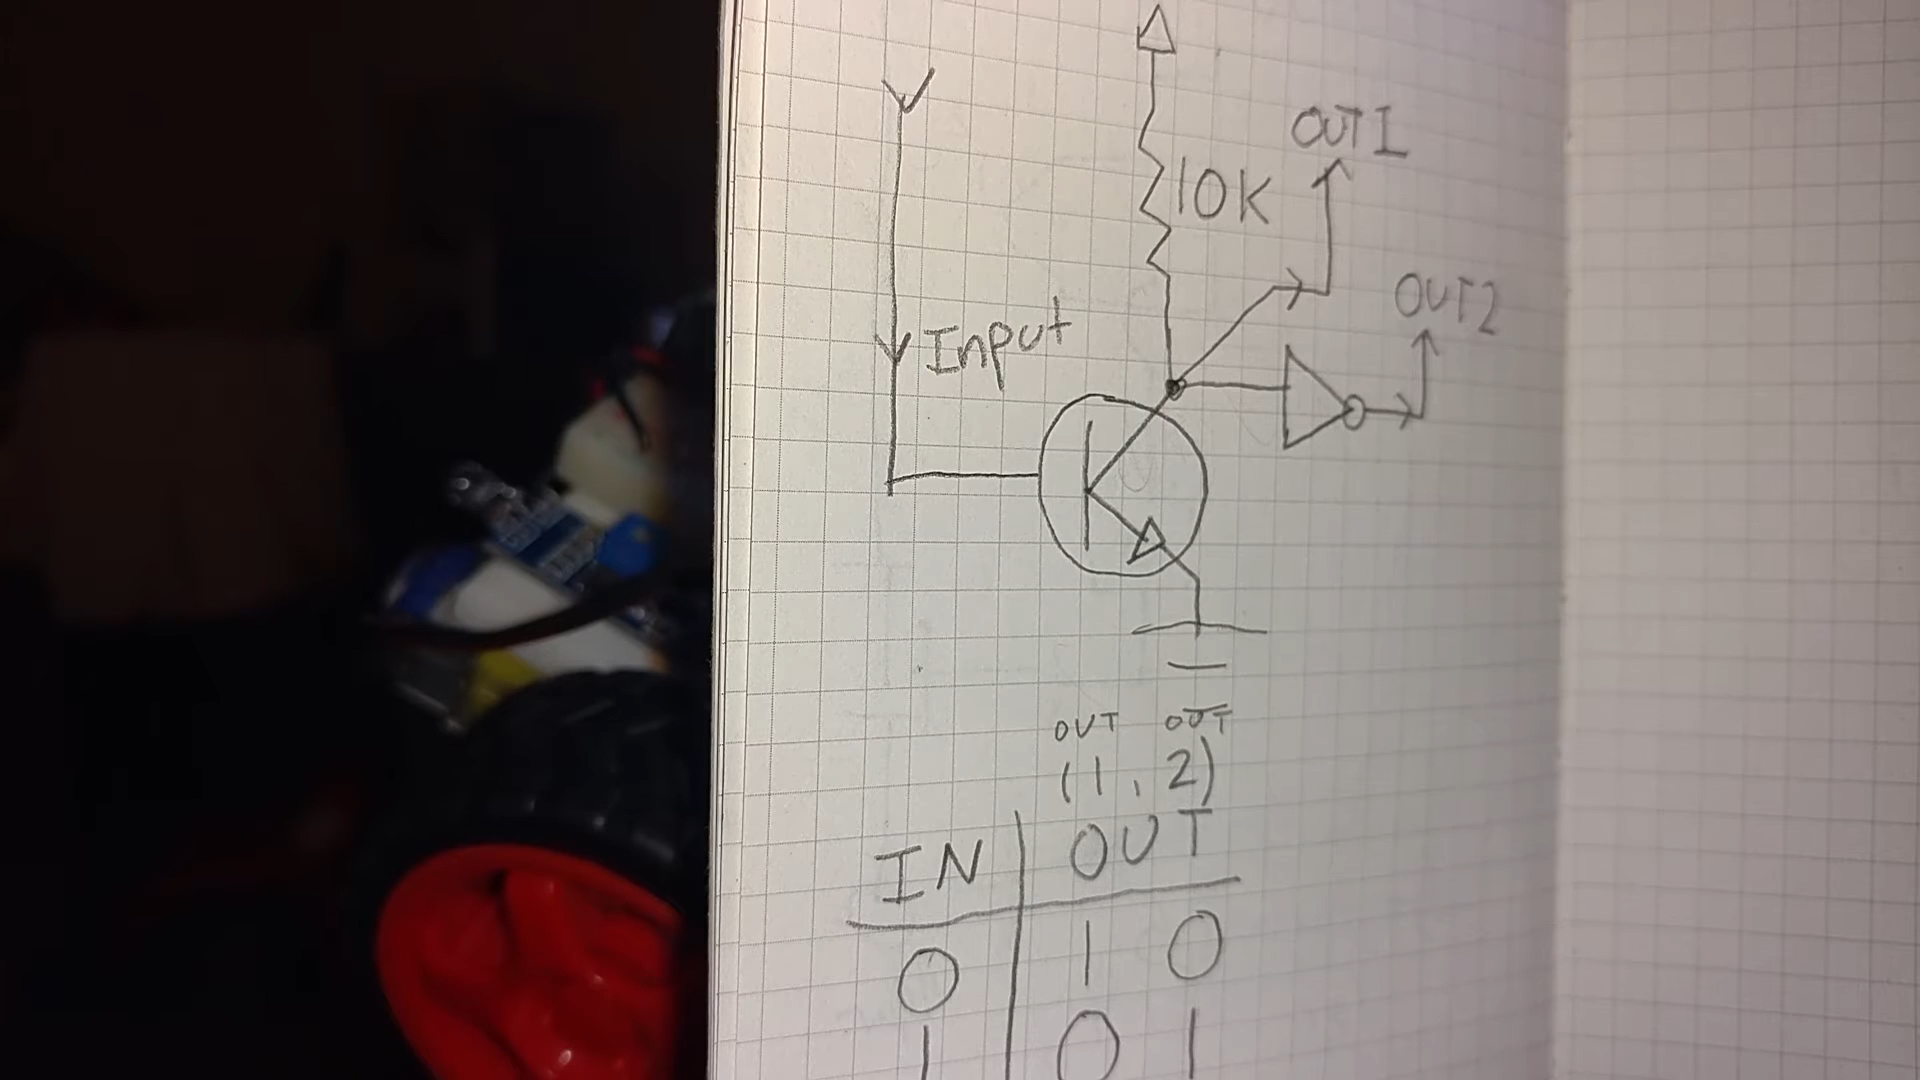 OUT1
10K
OUT2
Input
OUT OUT
(1, 2)
IN OUT
0 1 0
1 0 1